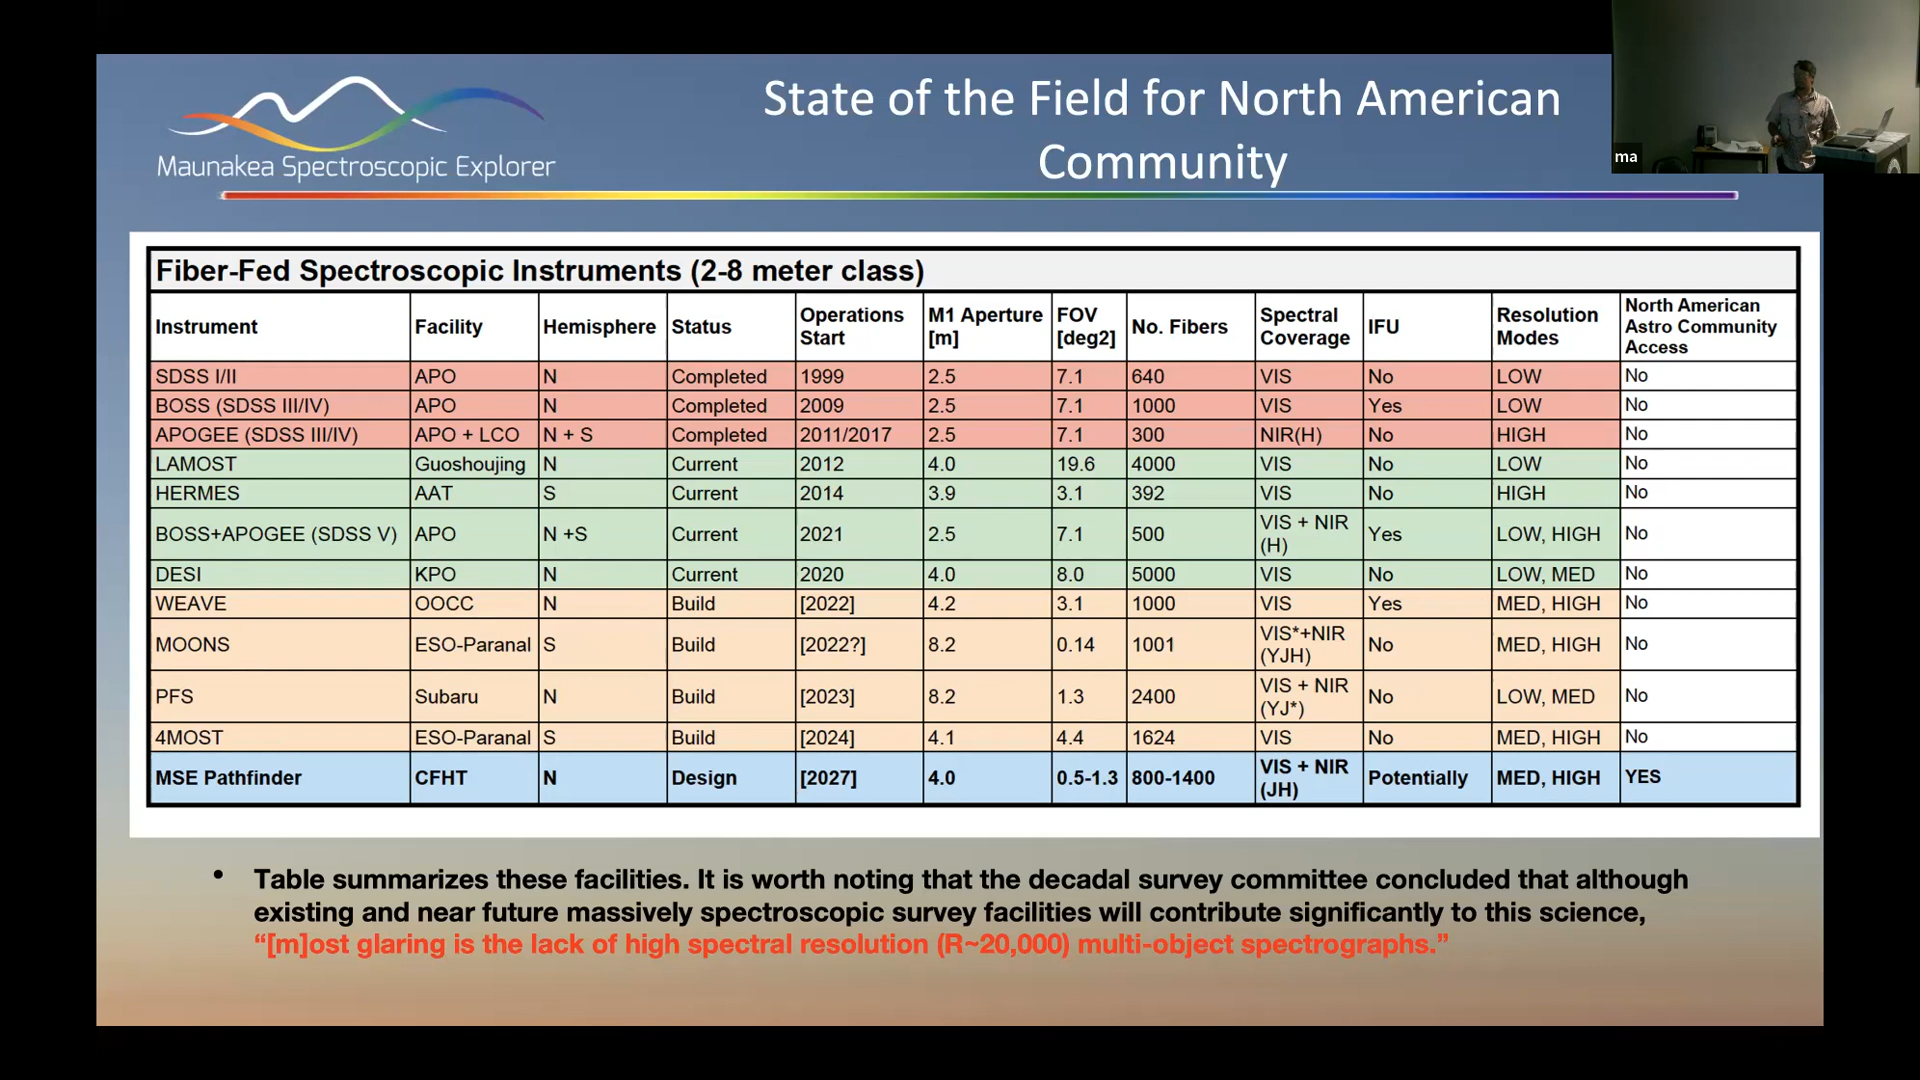 Maunakea Spectroscopic Explorer
State of the Field for North American
Community
ma
Fiber-Fed Spectroscopic Instruments (2-8 meter class)
Instrument Facility Hemisphere Status Operations Start M1 Aperture [m] FOV [deg2] No. Fibers Spectral Coverage IFU Resolution Modes North American Astro Community Access
SDSS I/II APO N Completed 1999 2.5 7.1 640 VIS No LOW No
BOSS (SDSS III/IV) APO N Completed 2009 2.5 7.1 1000 VIS Yes LOW No
APOGEE (SDSS III/IV) APO + LCO N + S Completed 2011/2017 2.5 7.1 300 NIR(H) No HIGH No
LAMOST Guoshoujing N Current 2012 4.0 19.6 4000 VIS No LOW No
HERMES AAT S Current 2014 3.9 3.1 392 VIS No HIGH No
BOSS+APOGEE (SDSS V) APO N +S Current 2021 2.5 7.1 500 VIS + NIR (H) Yes LOW, HIGH No
DESI KPO N Current 2020 4.0 8.0 5000 VIS No LOW, MED No
WEAVE OOCC N Build [2022] 4.2 3.1 1000 VIS Yes MED, HIGH No
MOONS ESO-Paranal S Build [2022?] 8.2 0.14 1001 VIS*+NIR (YJH) No MED, HIGH No
PFS Subaru N Build [2023] 8.2 1.3 2400 VIS + NIR (YJ*) No LOW, MED No
4MOST ESO-Paranal S Build [2024] 4.1 4.4 1624 VIS No MED, HIGH No
MSE Pathfinder CFHT N Design [2027] 4.0 0.5-1.3 800-1400 VIS + NIR (JH) Potentially MED, HIGH YES
• Table summarizes these facilities. It is worth noting that the decadal survey committee concluded that although
existing and near future massively spectroscopic survey facilities will contribute significantly to this science,
“[m]ost glaring is the lack of high spectral resolution (R~20,000) multi-object spectrographs.”